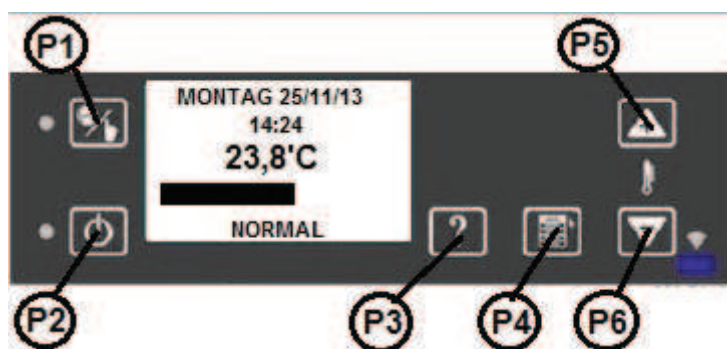 P1
P5
MONTAG 25/11/13
14:24
23,8'C
NORMAL
?
P2
P3
P4
P6